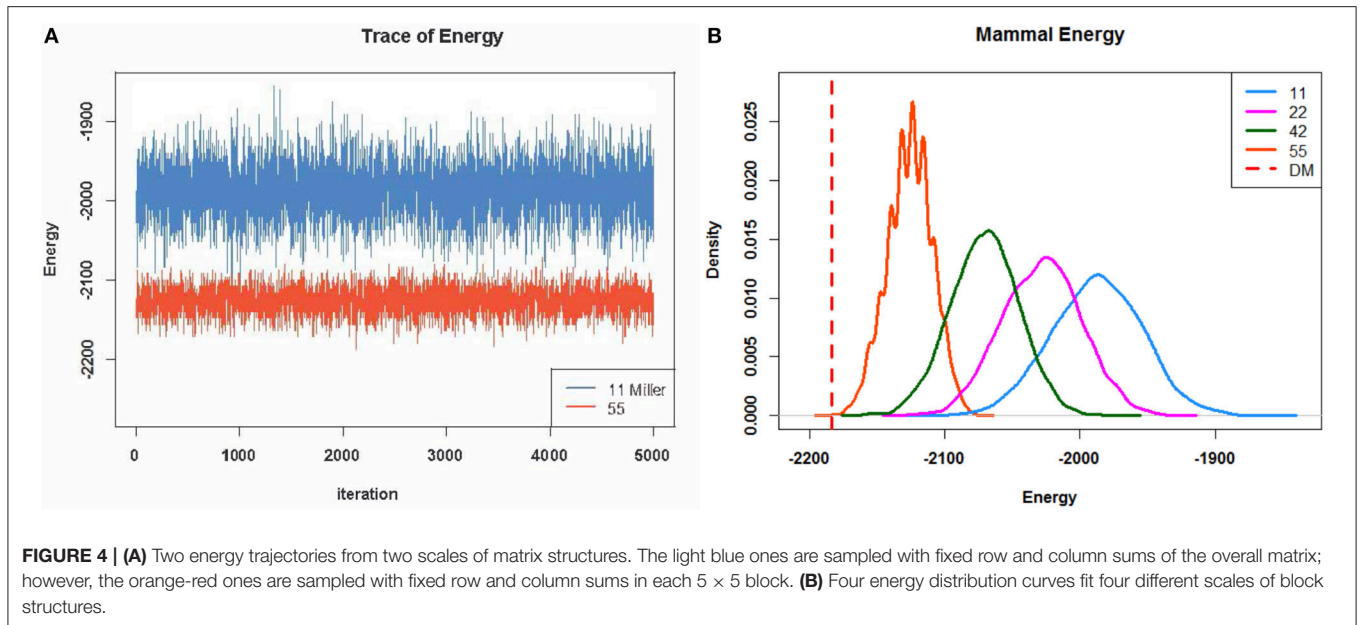 A
Trace of Energy
Energy
-1900
-2000
-2100
-2200
11 Miller
55
0 1000 2000 3000 4000 5000
iteration
B
Mammal Energy
Density
0.025
0.020
0.015
0.010
0.005
0.000
11
22
42
55
DM
-2200 -2100 -2000 -1900
Energy
FIGURE 4 | (A) Two energy trajectories from two scales of matrix structures. The light blue ones are sampled with fixed row and column sums of the overall matrix;
however, the orange-red ones are sampled with fixed row and column sums in each 5 × 5 block. (B) Four energy distribution curves fit four different scales of block
structures.